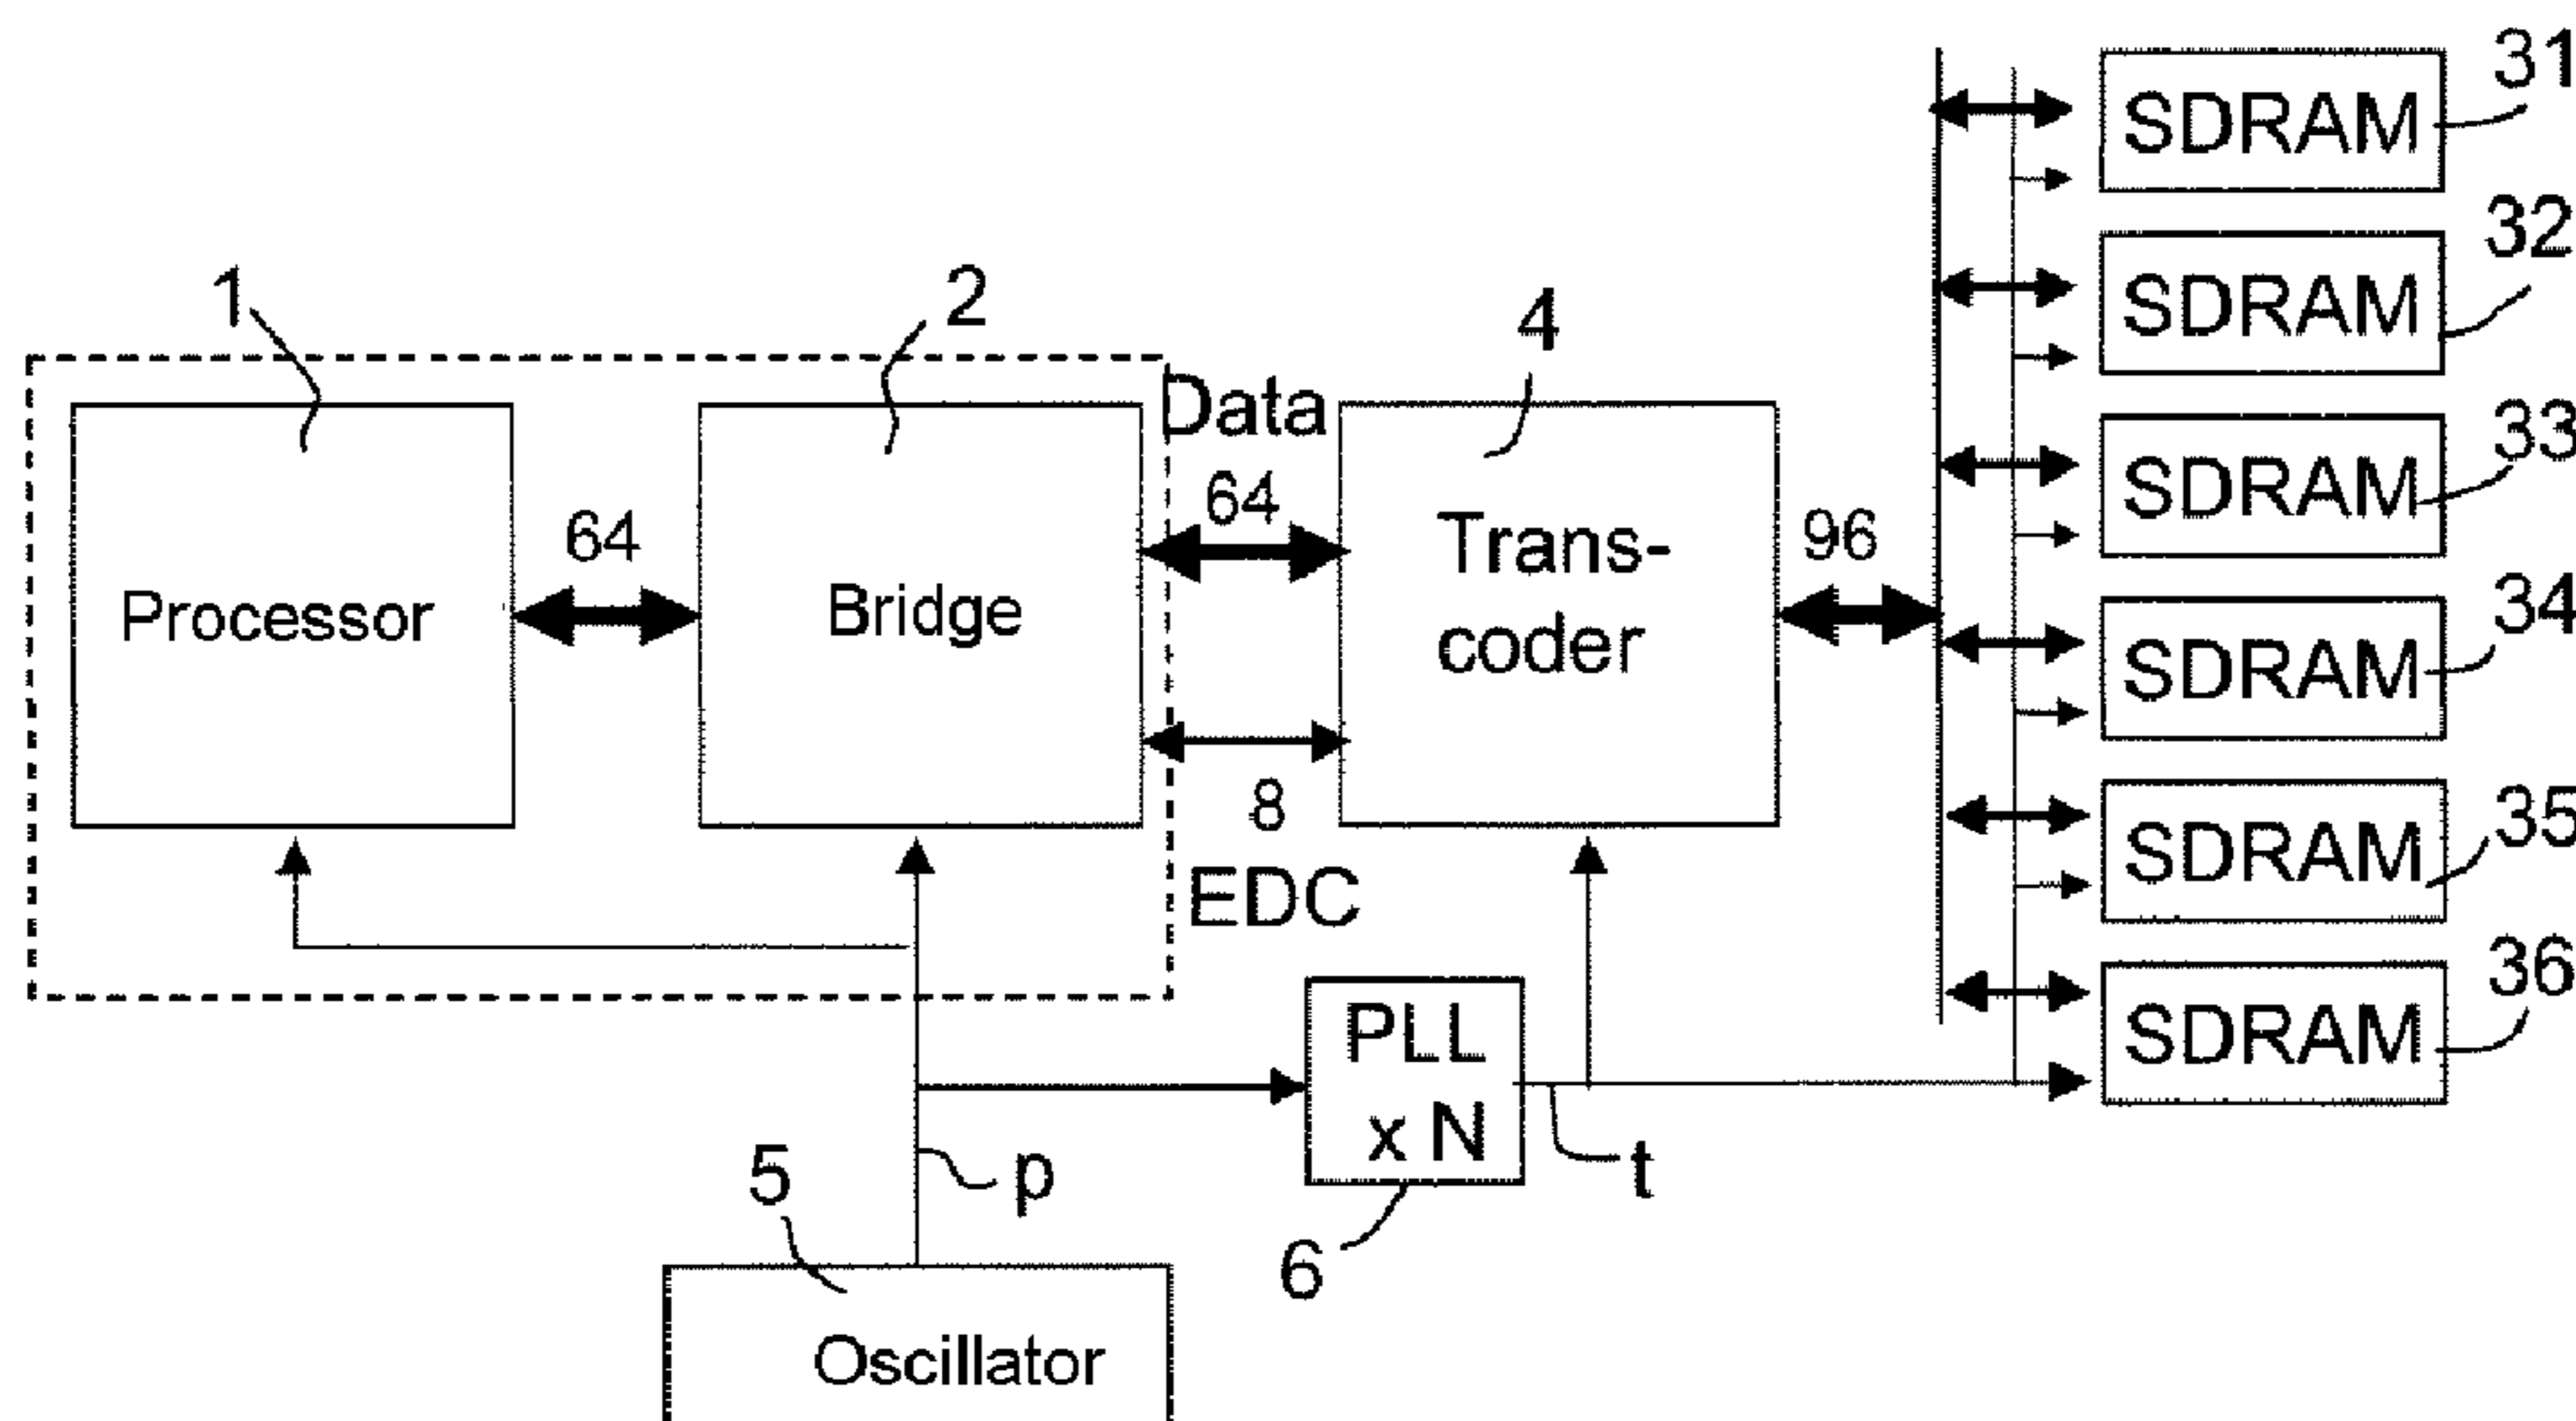 31
SDRAM
32
SDRAM
1
2
4
Data
33
SDRAM
64
64
Trans-
coder
96
Processor
Bridge
34
SDRAM
8
EDC
35
SDRAM
36
SDRAM
PLL
x N
p
t
5
6
Oscillator